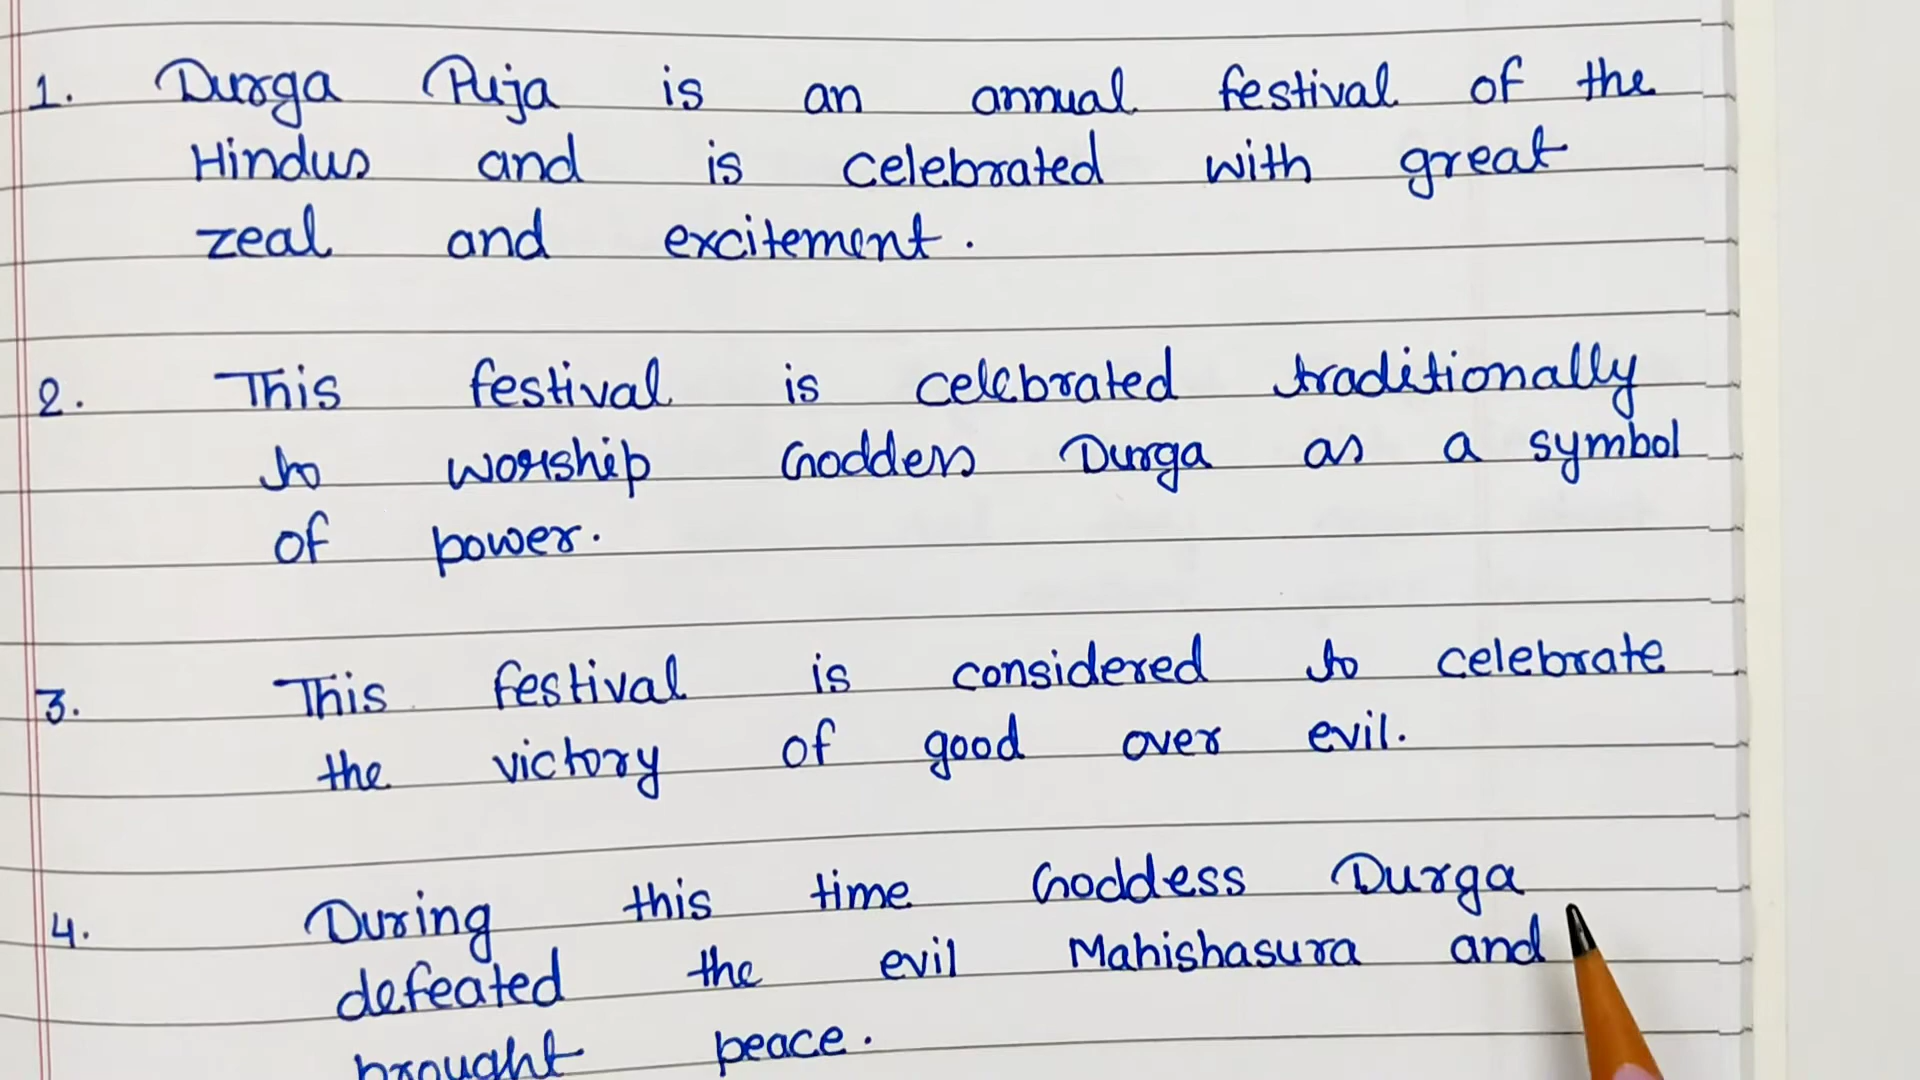 1. Durga Puja is an annual festival of the
Hindus and is celebrated with great
zeal and excitement.
2. This festival is celebrated traditionally
to worship Goddess Durga as a symbol
of power.
3. This festival is considered to celebrate
the victory of good over evil.
4. During this time Goddess Durga
defeated the evil Mahishasura and
brought peace.